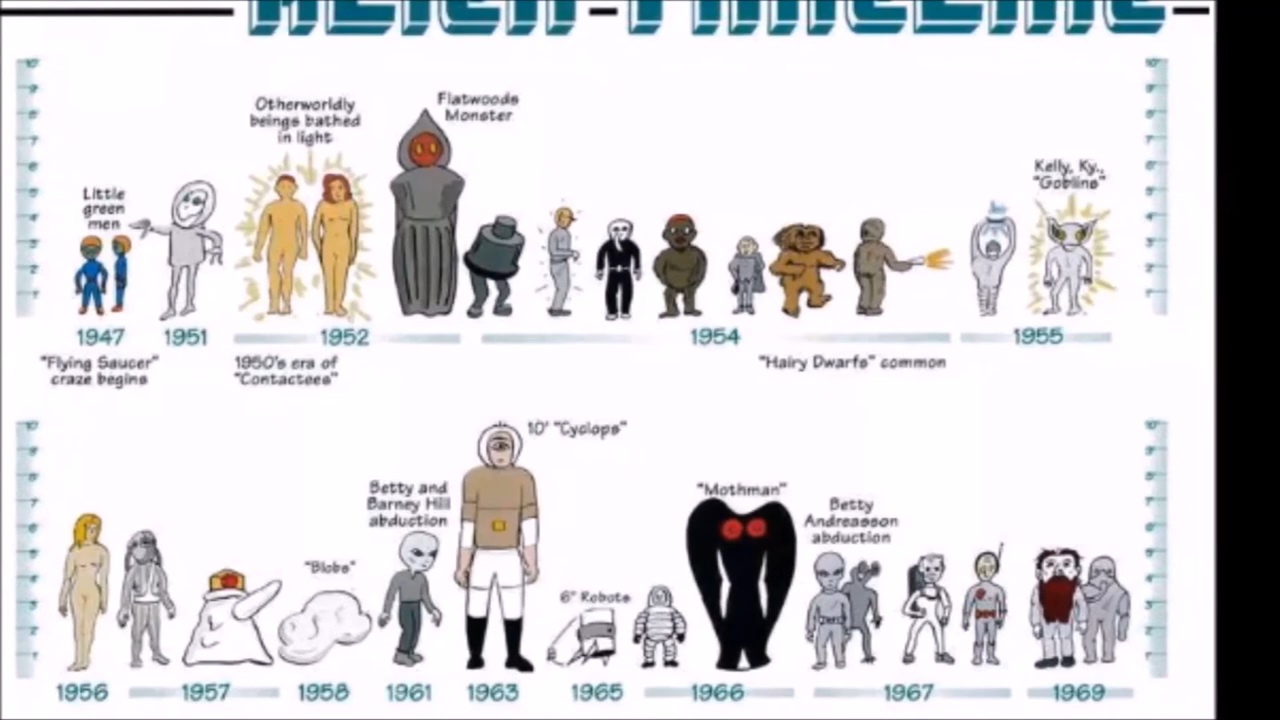 ALIEN-TIMELINE
Otherworldly
beings bathed
in light
Flatwoods
Monster
Little
green
men
Kelly, Ky.,
"Goblins"
1947
1951
1952
1954
1955
"Flying Saucer"
craze begins
1950's era of
"Contactees"
"Hairy Dwarfs" common
10' "Cyclops"
Betty and
Barney Hill
abduction
"Mothman"
Betty
Andreasson
abduction
"Blobs"
6" Robots
1956
1957
1958
1961
1963
1965
1966
1967
1969